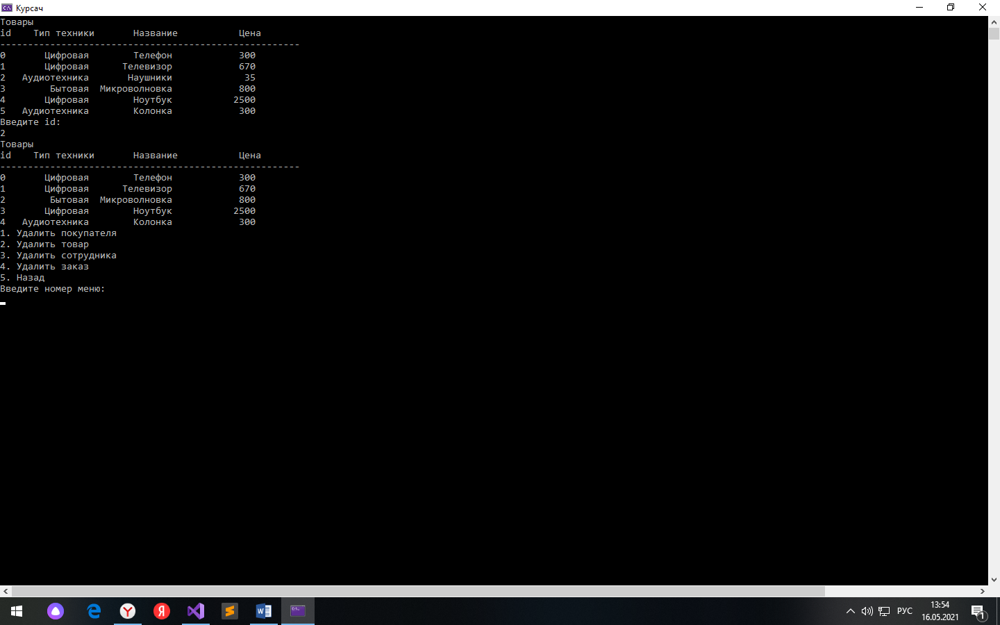 Курсач
Товары
id    Тип техники       Название           Цена
------------------------------------------------------
0       Цифровая        Телефон            300
1       Цифровая      Телевизор            670
2   Аудиотехника       Наушники             35
3        Бытовая  Микроволновка            800
4       Цифровая        Ноутбук           2500
5   Аудиотехника        Колонка            300
Введите id:
2
Товары
id    Тип техники       Название           Цена
------------------------------------------------------
0       Цифровая        Телефон            300
1       Цифровая      Телевизор            670
2        Бытовая  Микроволновка            800
3       Цифровая        Ноутбук           2500
4   Аудиотехника        Колонка            300
1. Удалить покупателя
2. Удалить товар
3. Удалить сотрудника
4. Удалить заказ
5. Назад
Введите номер меню:
РУС
13:54
16.05.2021
1